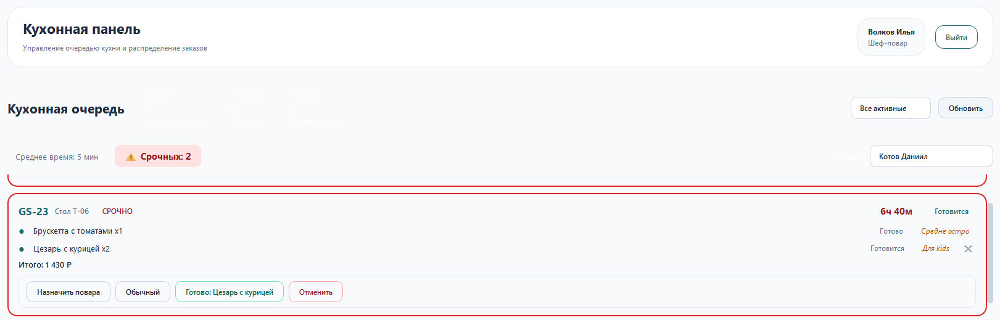 Кухонная панель
Управление очередью кухни и распределение заказов
Волков Илья
Шеф-повар
Выйти
Кухонная очередь
Все активные
Обновить
Среднее время: 5 мин
Срочных: 2
Котов Даниил
GS-23 Стол T-06 СРОЧНО 6ч 40м Готовится
Брускетта с томатами x1 Готово Средне остро
Цезарь с курицей x2 Готовится Для kids
Итого: 1 430 ₽
Назначить повара Обычный Готово: Цезарь с курицей Отменить